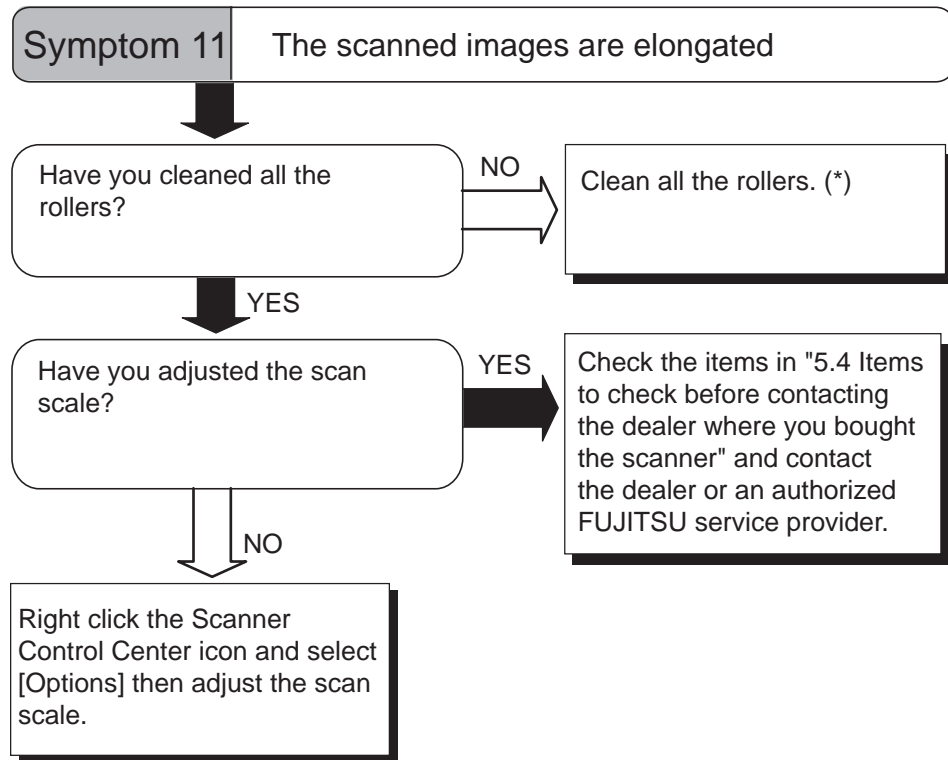 Symptom 11
The scanned images are elongated
Have you cleaned all the
rollers?
NO
Clean all the rollers. (*)
YES
Have you adjusted the scan
scale?
YES
Check the items in "5.4 Items
to check before contacting
the dealer where you bought
the scanner" and contact
the dealer or an authorized
FUJITSU service provider.
NO
Right click the Scanner
Control Center icon and select
[Options] then adjust the scan
scale.